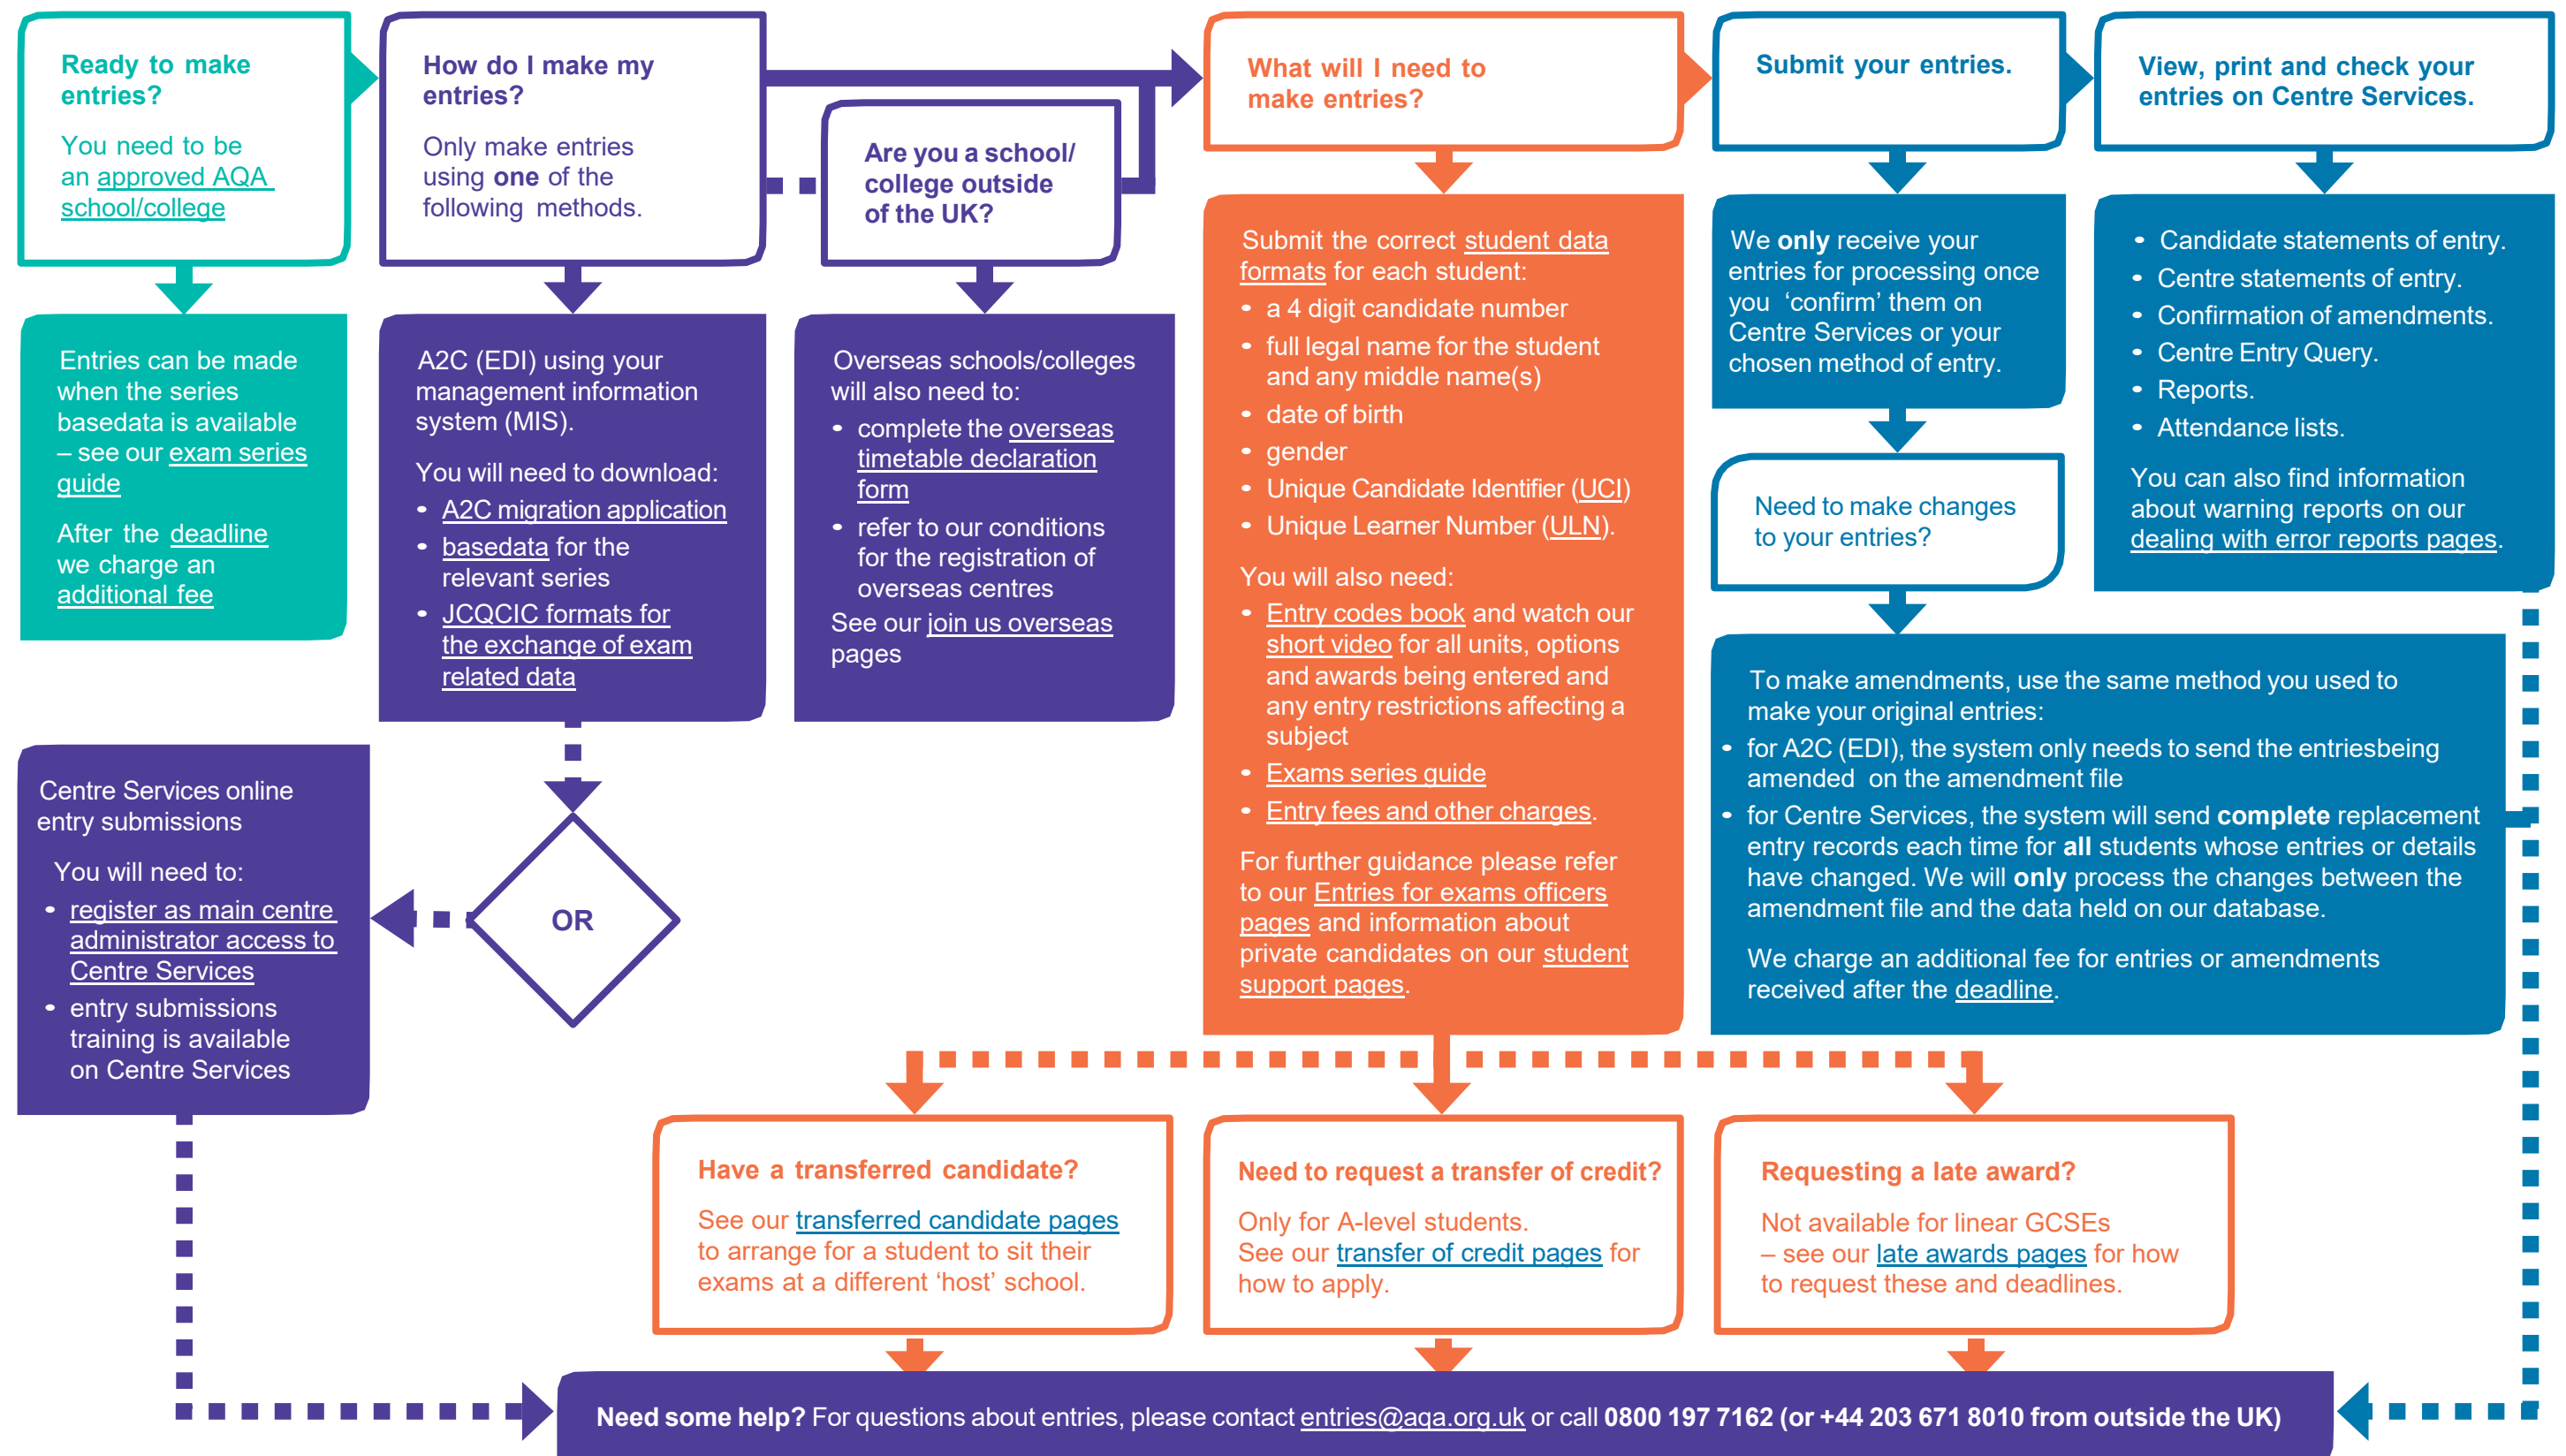 Ready to make
entries?
You need to be
an approved AQA
school/college
Entries can be made
when the series
basedata is available
– see our exam series
guide
After the deadline
we charge an
additional fee
How do I make my
entries?
Only make entries
using one of the
following methods.
A2C (EDI) using your
management information
system (MIS).
You will need to download:
• A2C migration application
• basedata for the
relevant series
• JCQCIC formats for
the exchange of exam
related data
OR
Centre Services online
entry submissions
You will need to:
• register as main centre
administrator access to
Centre Services
• entry submissions
training is available
on Centre Services
Are you a school/
college outside
of the UK?
Overseas schools/colleges
will also need to:
• complete the overseas
timetable declaration
form
• refer to our conditions
for the registration of
overseas centres
See our join us overseas
pages
What will I need to
make entries?
Submit the correct student data
formats for each student:
• a 4 digit candidate number
• full legal name for the student
and any middle name(s)
• date of birth
• gender
• Unique Candidate Identifier (UCI)
• Unique Learner Number (ULN).
You will also need:
• Entry codes book and watch our
short video for all units, options
and awards being entered and
any entry restrictions affecting a
subject
• Exams series guide
• Entry fees and other charges.
For further guidance please refer
to our Entries for exams officers
pages and information about
private candidates on our student
support pages.
Submit your entries.
We only receive your
entries for processing once
you ‘confirm’ them on
Centre Services or your
chosen method of entry.
Need to make changes
to your entries?
To make amendments, use the same method you used to
make your original entries:
• for A2C (EDI), the system only needs to send the entriesbeing
amended on the amendment file
• for Centre Services, the system will send complete replacement
entry records each time for all students whose entries or details
have changed. We will only process the changes between the
amendment file and the data held on our database.
We charge an additional fee for entries or amendments
received after the deadline.
View, print and check your
entries on Centre Services.
• Candidate statements of entry.
• Centre statements of entry.
• Confirmation of amendments.
• Centre Entry Query.
• Reports.
• Attendance lists.
You can also find information
about warning reports on our
dealing with error reports pages.
Have a transferred candidate?
See our transferred candidate pages
to arrange for a student to sit their
exams at a different ‘host’ school.
Need to request a transfer of credit?
Only for A-level students.
See our transfer of credit pages for
how to apply.
Requesting a late award?
Not available for linear GCSEs
– see our late awards pages for how
to request these and deadlines.
Need some help? For questions about entries, please contact entries@aqa.org.uk or call 0800 197 7162 (or +44 203 671 8010 from outside the UK)